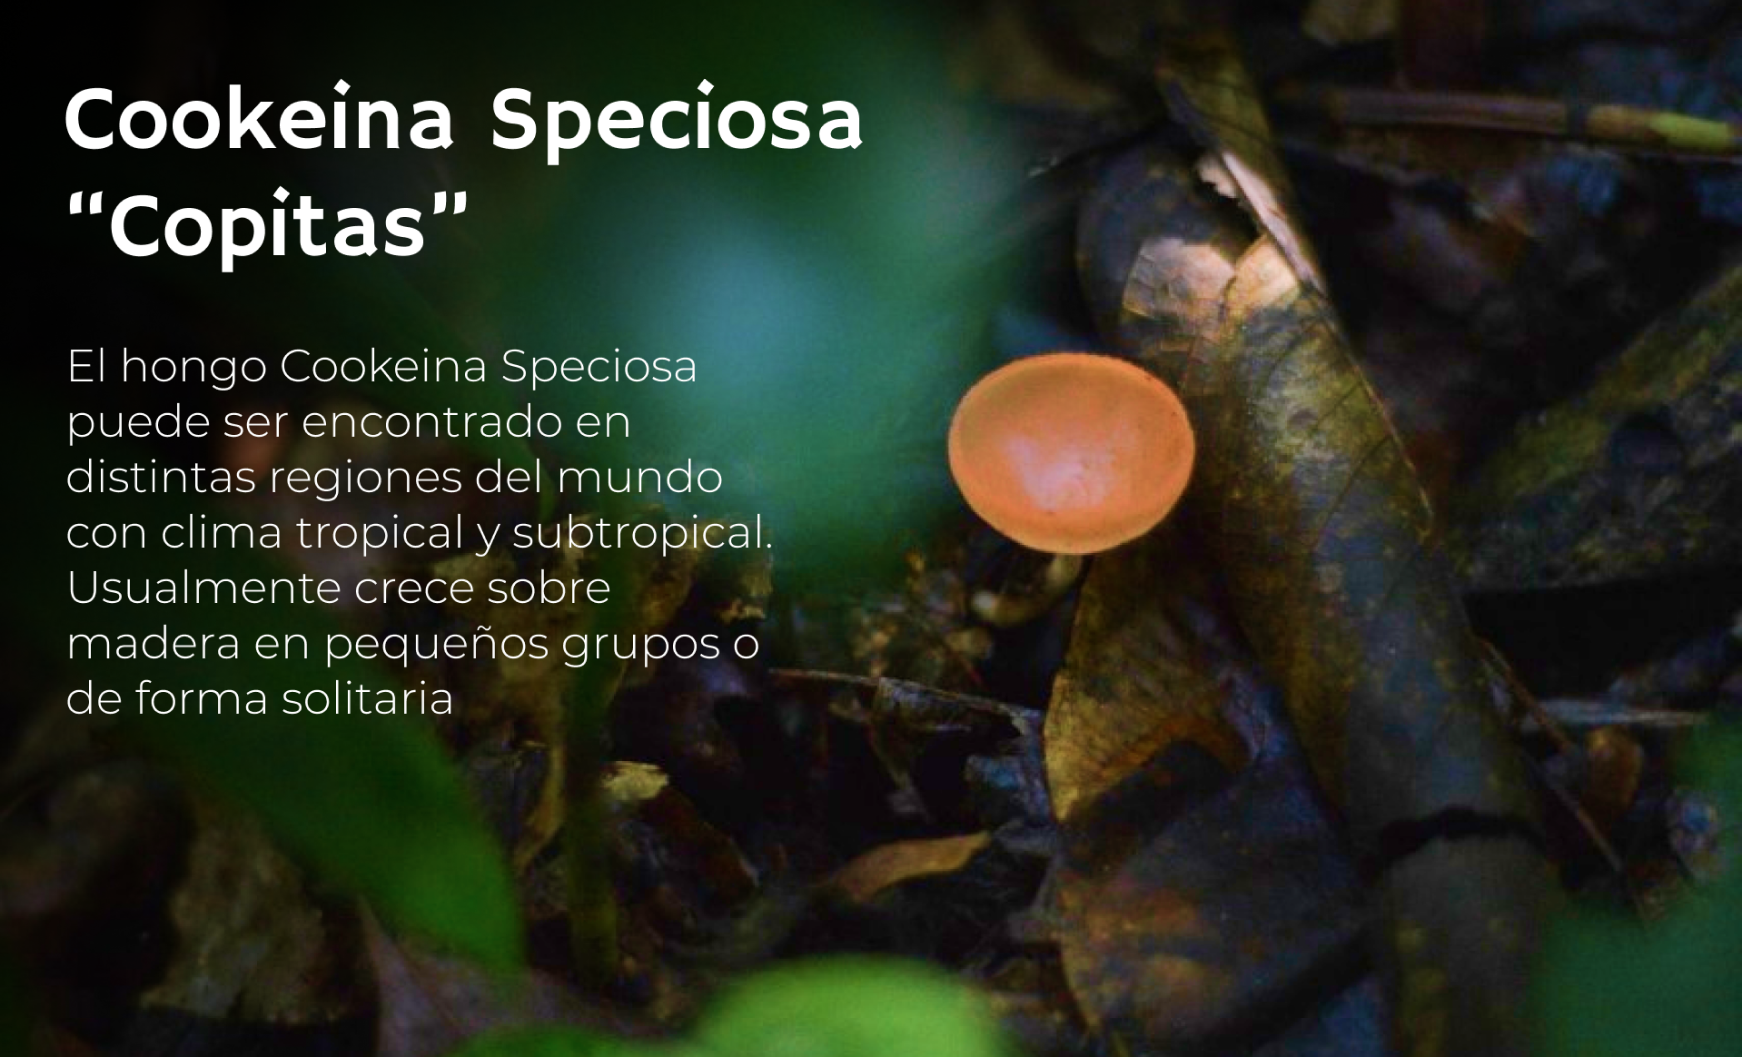 Cookeina Speciosa
“Copitas”
El hongo Cookeina Speciosa
puede ser encontrado en
distintas regiones del mundo
con clima tropical y subtropical.
Usualmente crece sobre
madera en pequeños grupos o
de forma solitaria